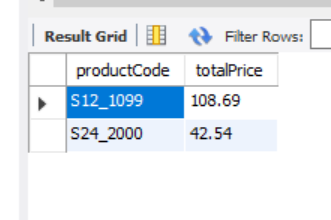 Result Grid Filter Rows:
productCode totalPrice
S12_1099 108.69
S24_2000 42.54